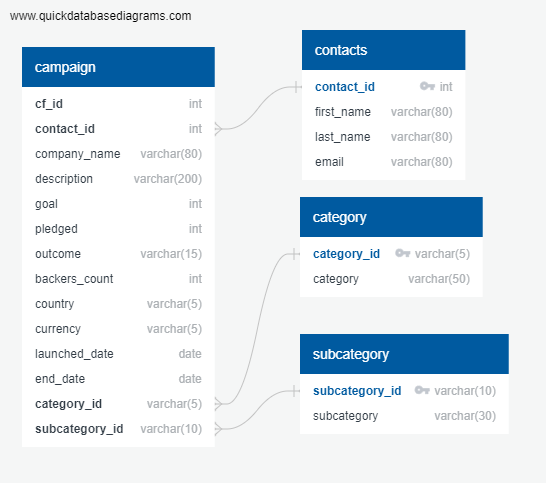 www.quickdatabasediagrams.com
campaign
cf_id int
contact_id int
company_name varchar(80)
description varchar(200)
goal int
pledged int
outcome varchar(15)
backers_count int
country varchar(5)
currency varchar(5)
launched_date date
end_date date
category_id varchar(5)
subcategory_id varchar(10)
contacts
contact_id int
first_name varchar(80)
last_name varchar(80)
email varchar(80)
category
category_id varchar(5)
category varchar(50)
subcategory
subcategory_id varchar(10)
subcategory varchar(30)